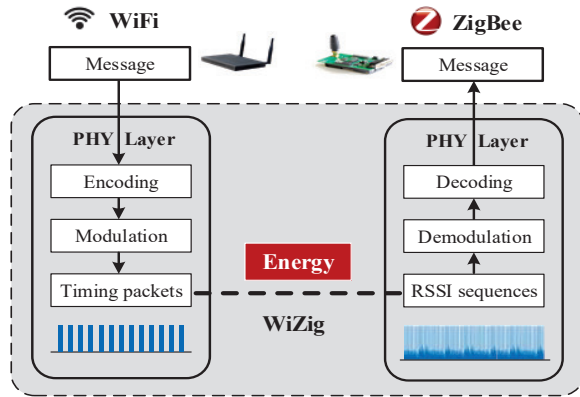 WiFi
Message
PHY Layer
Encoding
Modulation
Timing packets
Energy
WiZig
Z ZigBee
Message
PHY Layer
Decoding
Demodulation
RSSI sequences